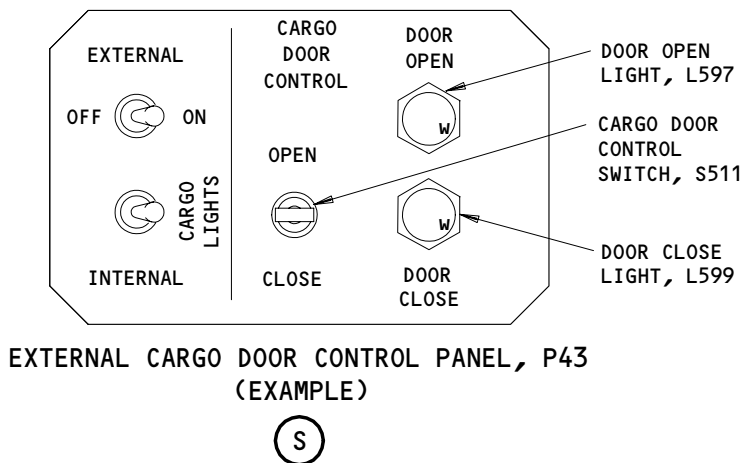 EXTERNAL
OFF ON
CARGO
LIGHTS
INTERNAL
CARGO
DOOR
CONTROL
OPEN
CLOSE
DOOR
OPEN
W
W
DOOR
CLOSE
DOOR OPEN
LIGHT, L597
CARGO DOOR
CONTROL
SWITCH, S511
DOOR CLOSE
LIGHT, L599
EXTERNAL CARGO DOOR CONTROL PANEL, P43
(EXAMPLE)
S